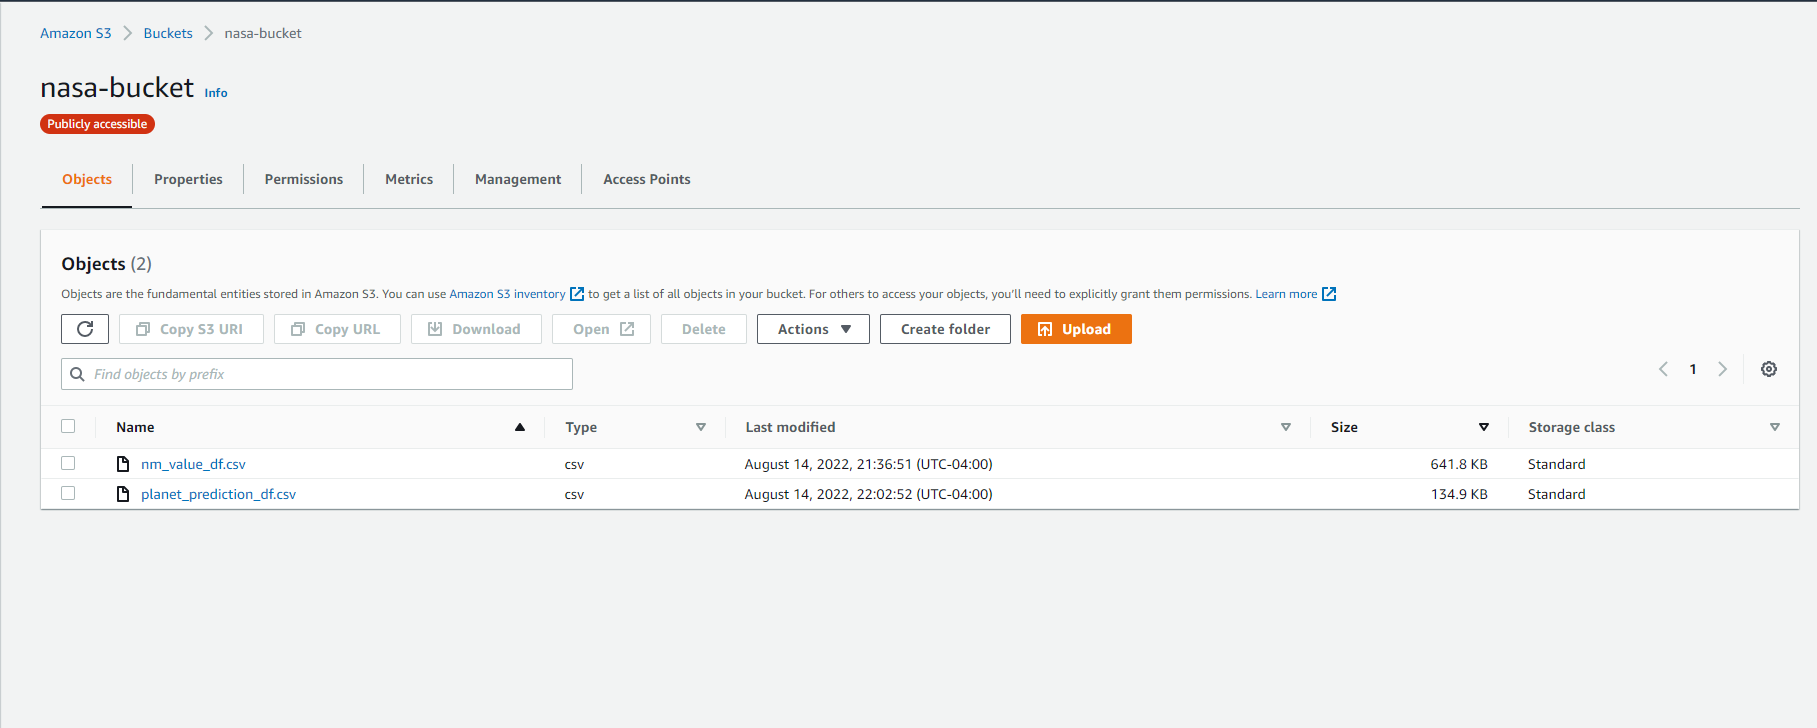 Amazon S3 Buckets nasa-bucket
nasa-bucket Info
Publicly accessible
Objects Properties Permissions Metrics Management Access Points
Objects (2)
Objects are the fundamental entities stored in Amazon S3. You can use Amazon S3 inventory to get a list of all objects in your bucket. For others to access your objects, you'll need to explicitly grant them permissions. Learn more
Copy S3 URI Copy URL Download Open Delete Actions Create folder Upload
Find objects by prefix 1
Name Type Last modified Size Storage class
nm_value_df.csv csv August 14, 2022, 21:36:51 (UTC-04:00) 641.8 KB Standard
planet_prediction_df.csv csv August 14, 2022, 22:02:52 (UTC-04:00) 134.9 KB Standard